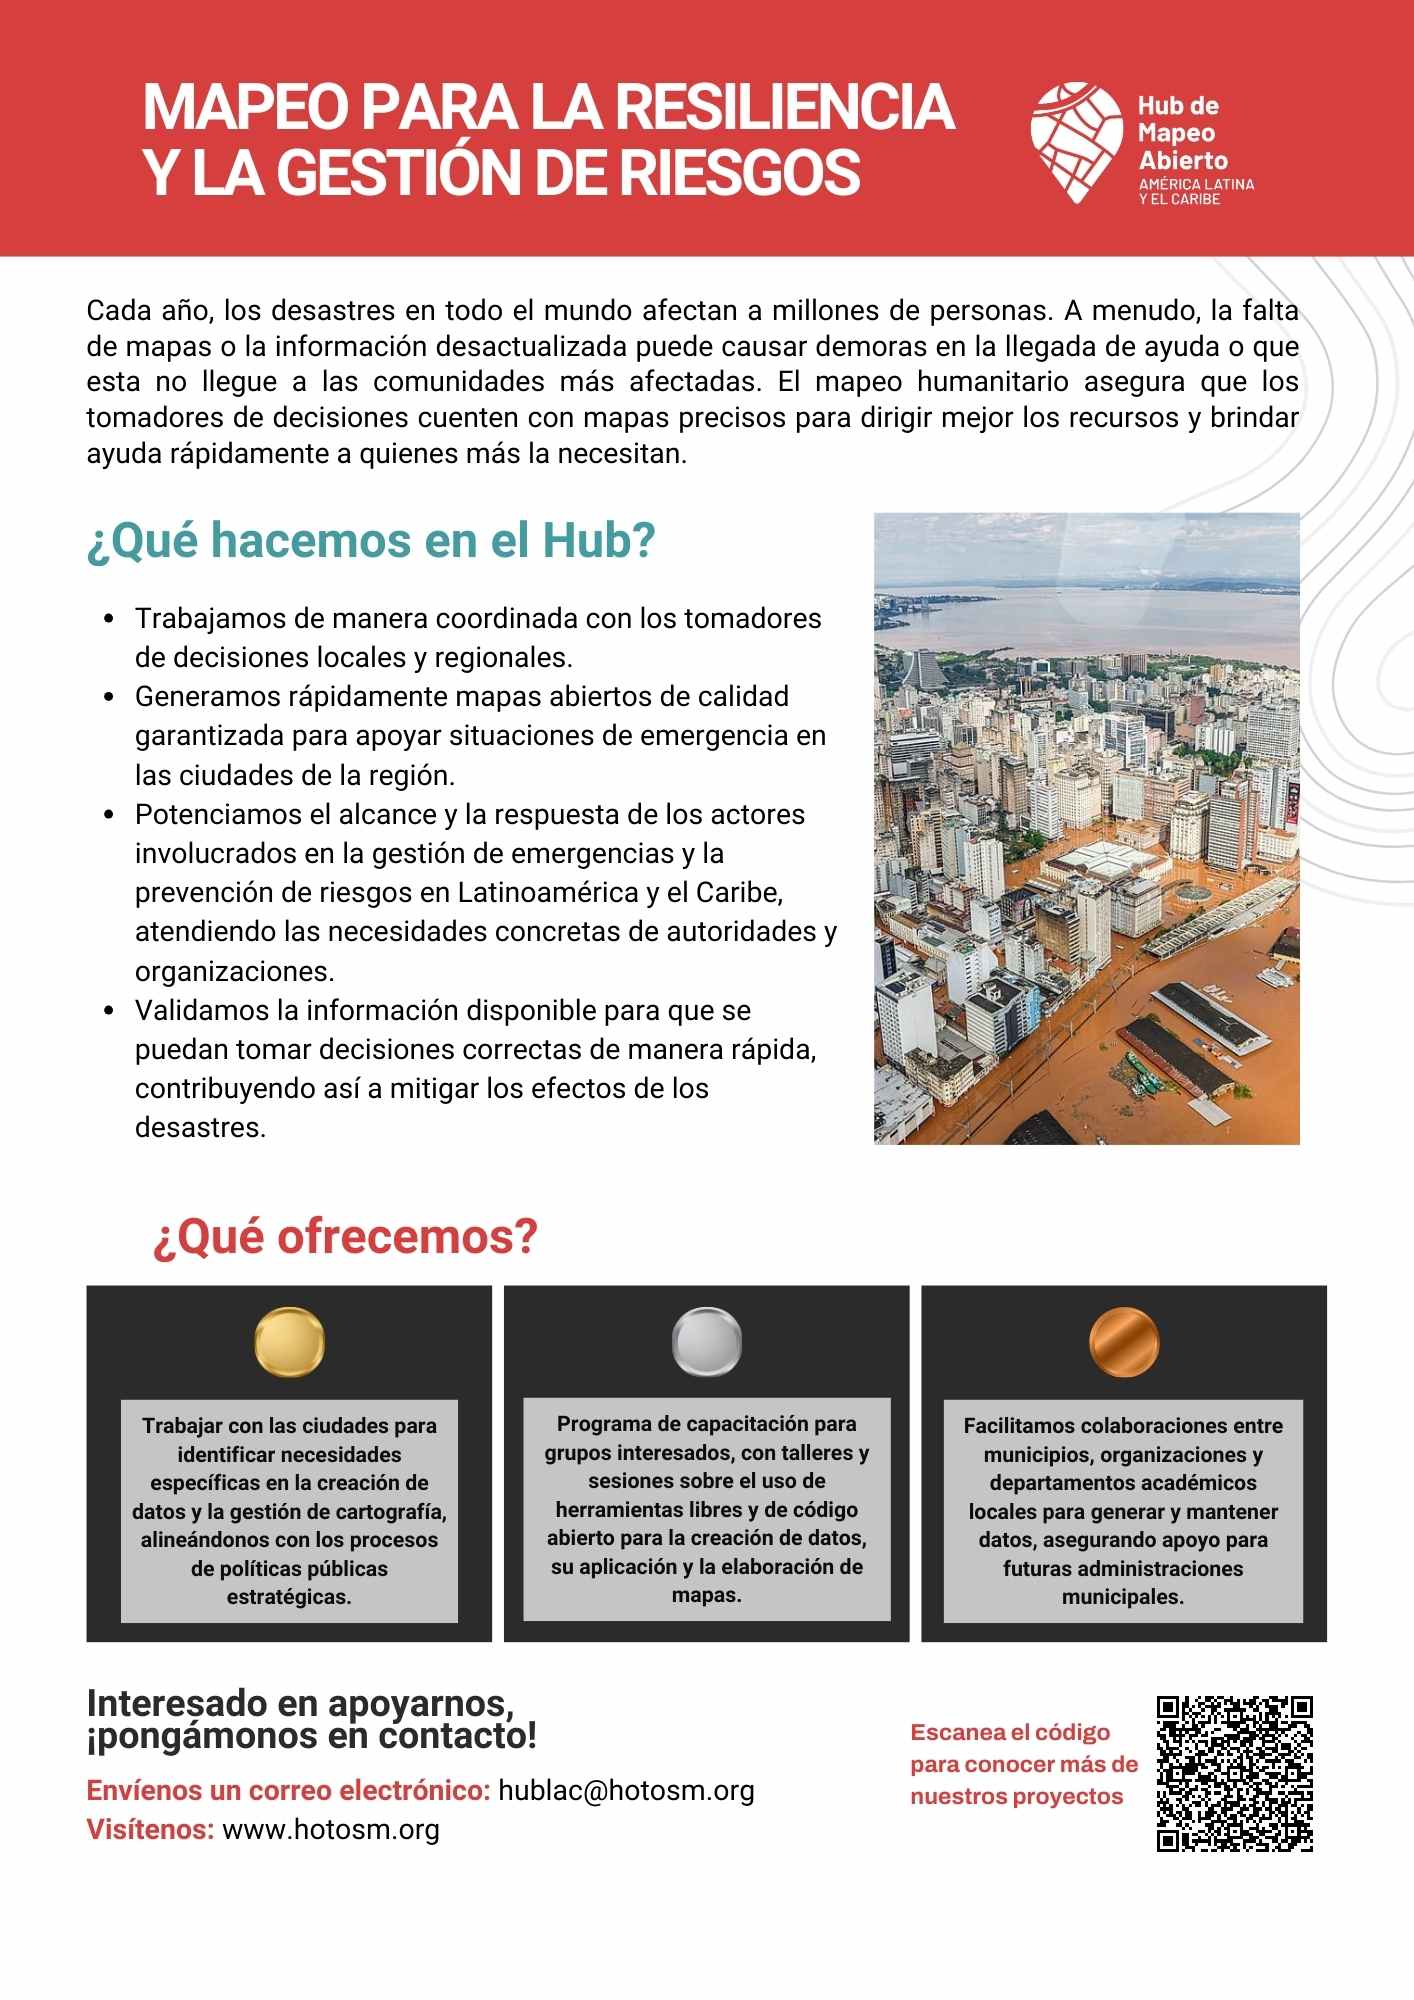 MAPEO PARA LA RESILIENCIA
Y LA GESTIÓN DE RIESGOS
Hub de
Mapeo
Abierto
AMÉRICA LATINA
Y EL CARIBE
Cada año, los desastres en todo el mundo afectan a millones de personas. A menudo, la falta
de mapas o la información desactualizada puede causar demoras en la llegada de ayuda o que
esta no llegue a las comunidades más afectadas. El mapeo humanitario asegura que los
tomadores de decisiones cuenten con mapas precisos para dirigir mejor los recursos y brindar
ayuda rápidamente a quienes más la necesitan.
¿Qué hacemos en el Hub?
• Trabajamos de manera coordinada con los tomadores
de decisiones locales y regionales.
• Generamos rápidamente mapas abiertos de calidad
garantizada para apoyar situaciones de emergencia en
las ciudades de la región.
• Potenciamos el alcance y la respuesta de los actores
involucrados en la gestión de emergencias y la
prevención de riesgos en Latinoamérica y el Caribe,
atendiendo las necesidades concretas de autoridades y
organizaciones.
• Validamos la información disponible para que se
puedan tomar decisiones correctas de manera rápida,
contribuyendo así a mitigar los efectos de los
desastres.
¿Qué ofrecemos?
Trabajar con las ciudades para
identificar necesidades
específicas en la creación de
datos y la gestión de cartografía,
alineándonos con los procesos
de políticas públicas
estratégicas.
Programa de capacitación para
grupos interesados, con talleres y
sesiones sobre el uso de
herramientas libres y de código
abierto para la creación de datos,
su aplicación y la elaboración de
mapas.
Facilitamos colaboraciones entre
municipios, organizaciones y
departamentos académicos
locales para generar y mantener
datos, asegurando apoyo para
futuras administraciones
municipales.
Interesado en apoyarnos,
¡pongámonos en contacto!
Envíenos un correo electrónico: hublac@hotosm.org
Visítenos: www.hotosm.org
Escanea el código
para conocer más de
nuestros proyectos